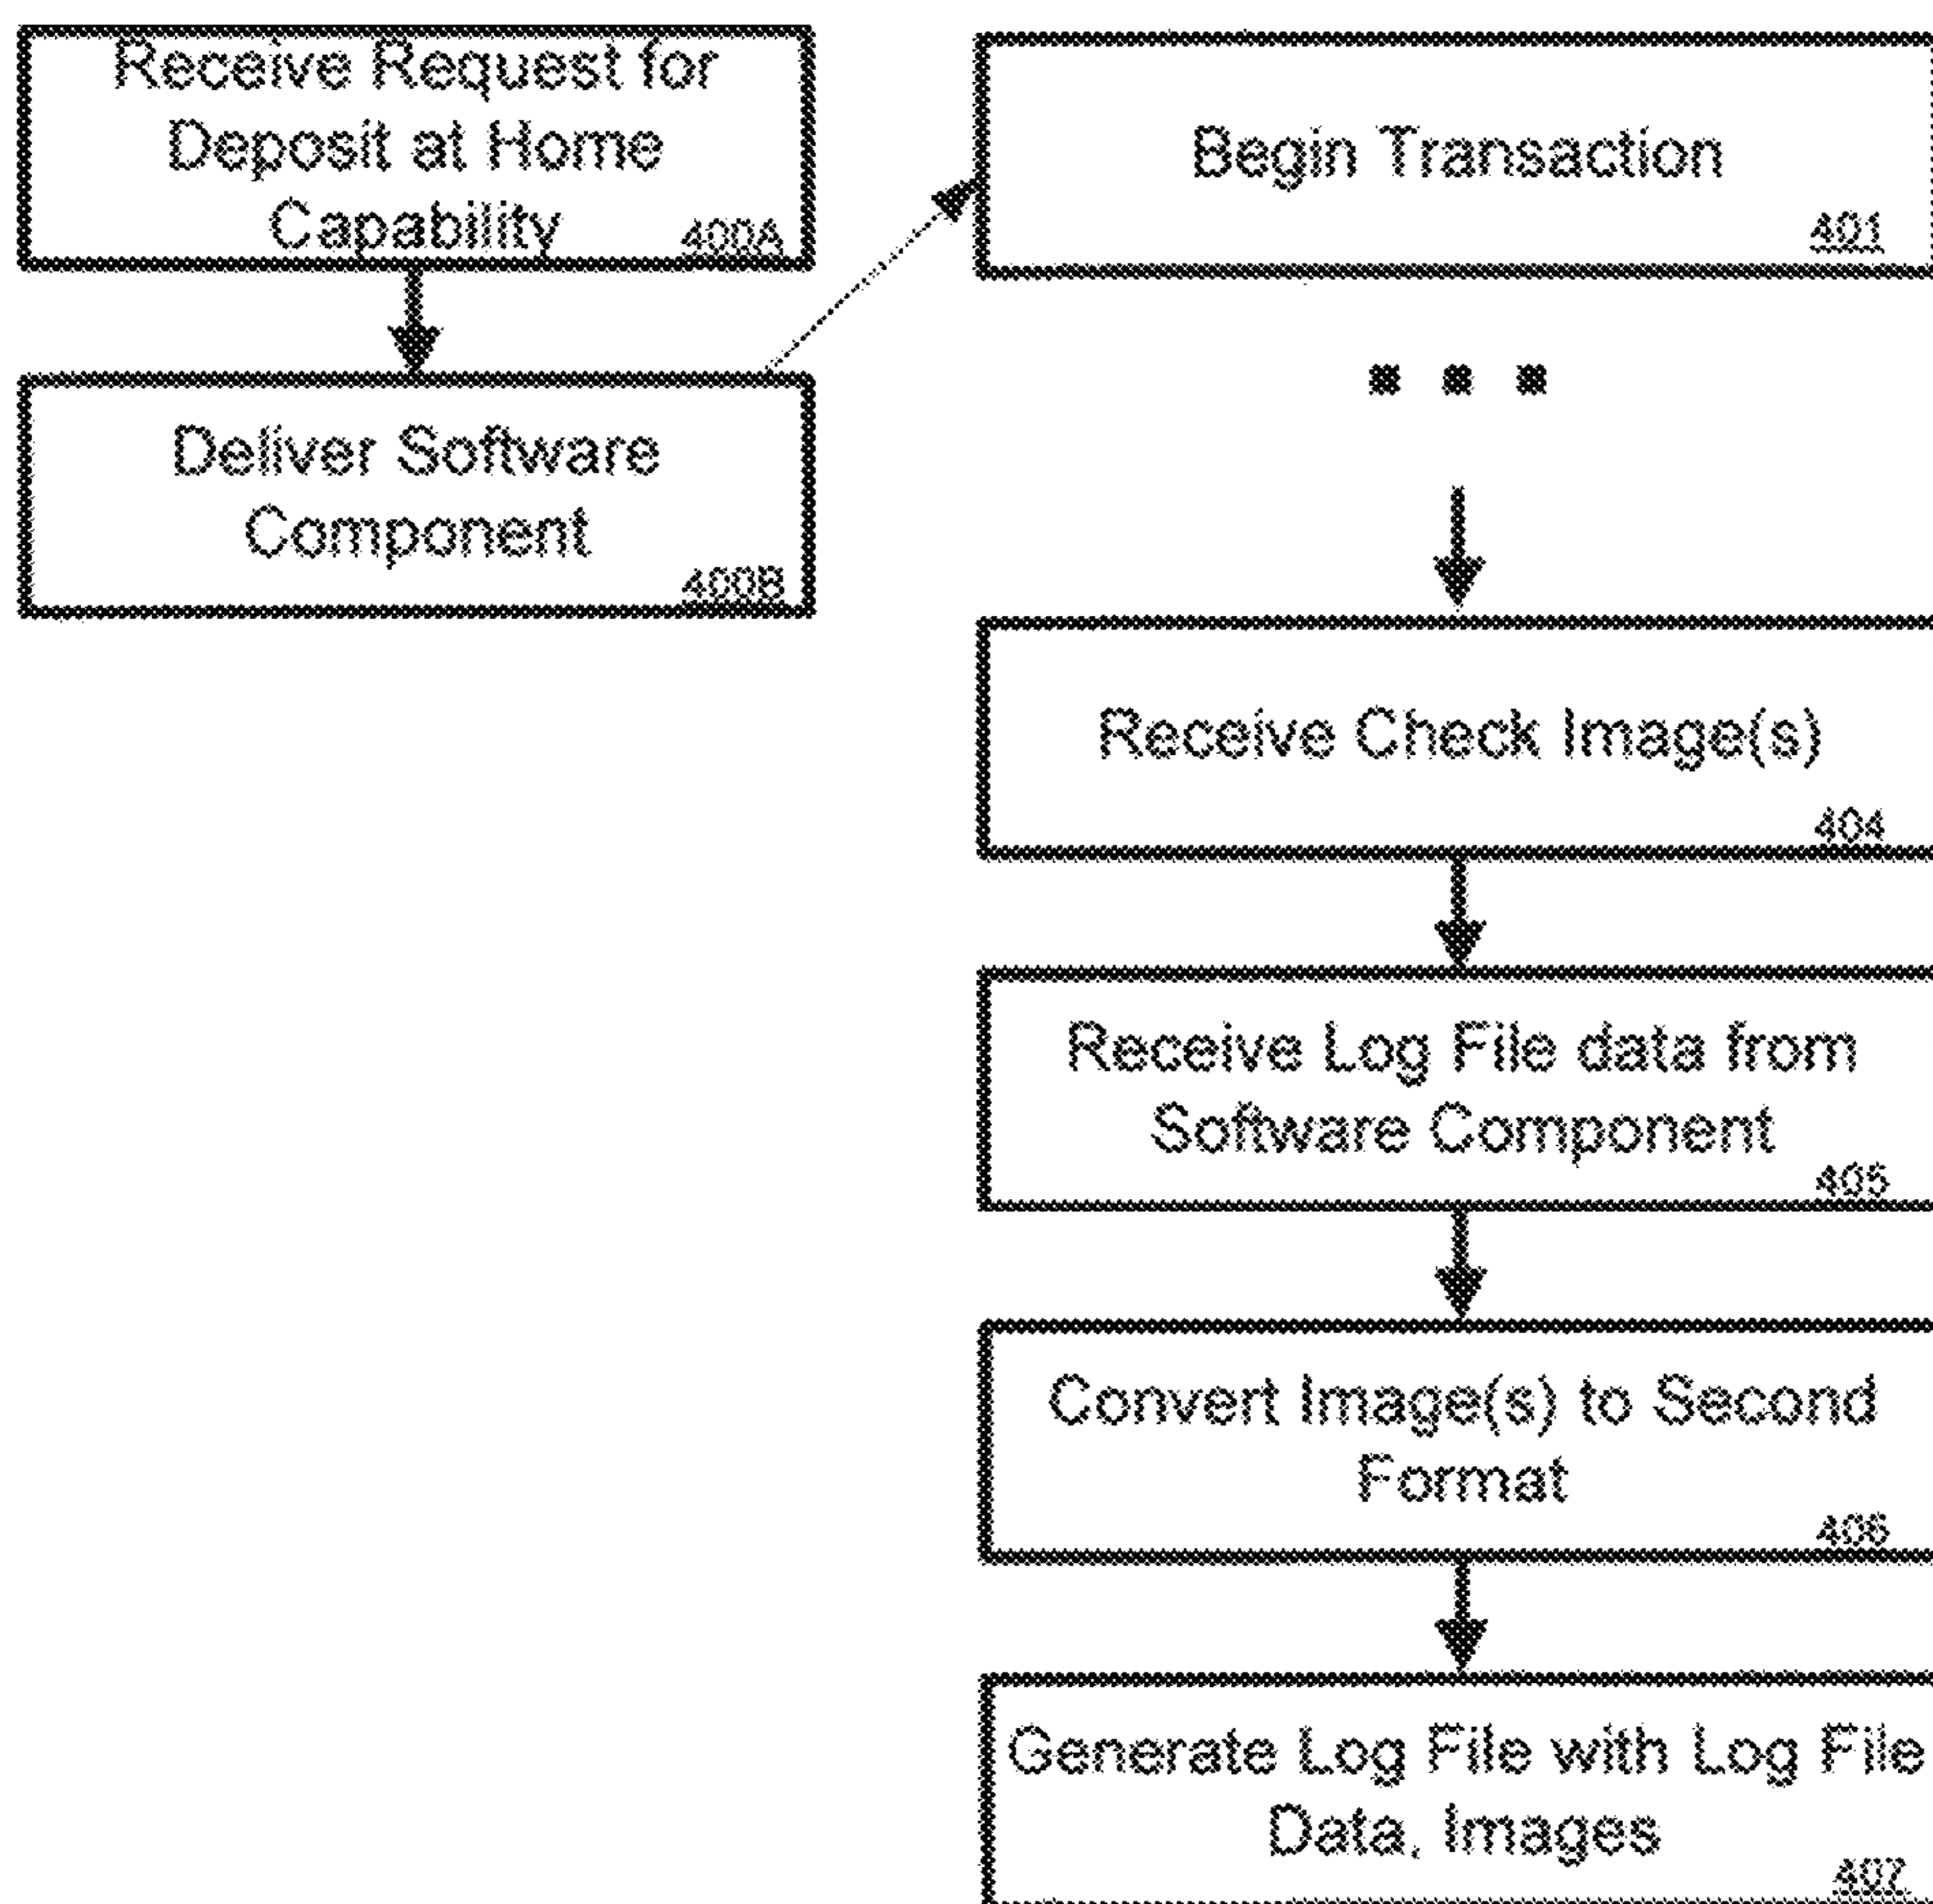 Receive Request for
Deposit at Home
Capability
400A
Deliver Software
Component
400B
Begin Transaction
401
Receive Check Image(s)
404
Receive Log File data from
Software Component
405
Convert Image(s) to Second
Format
406
Generate Log File with Log File
Data, Images
407